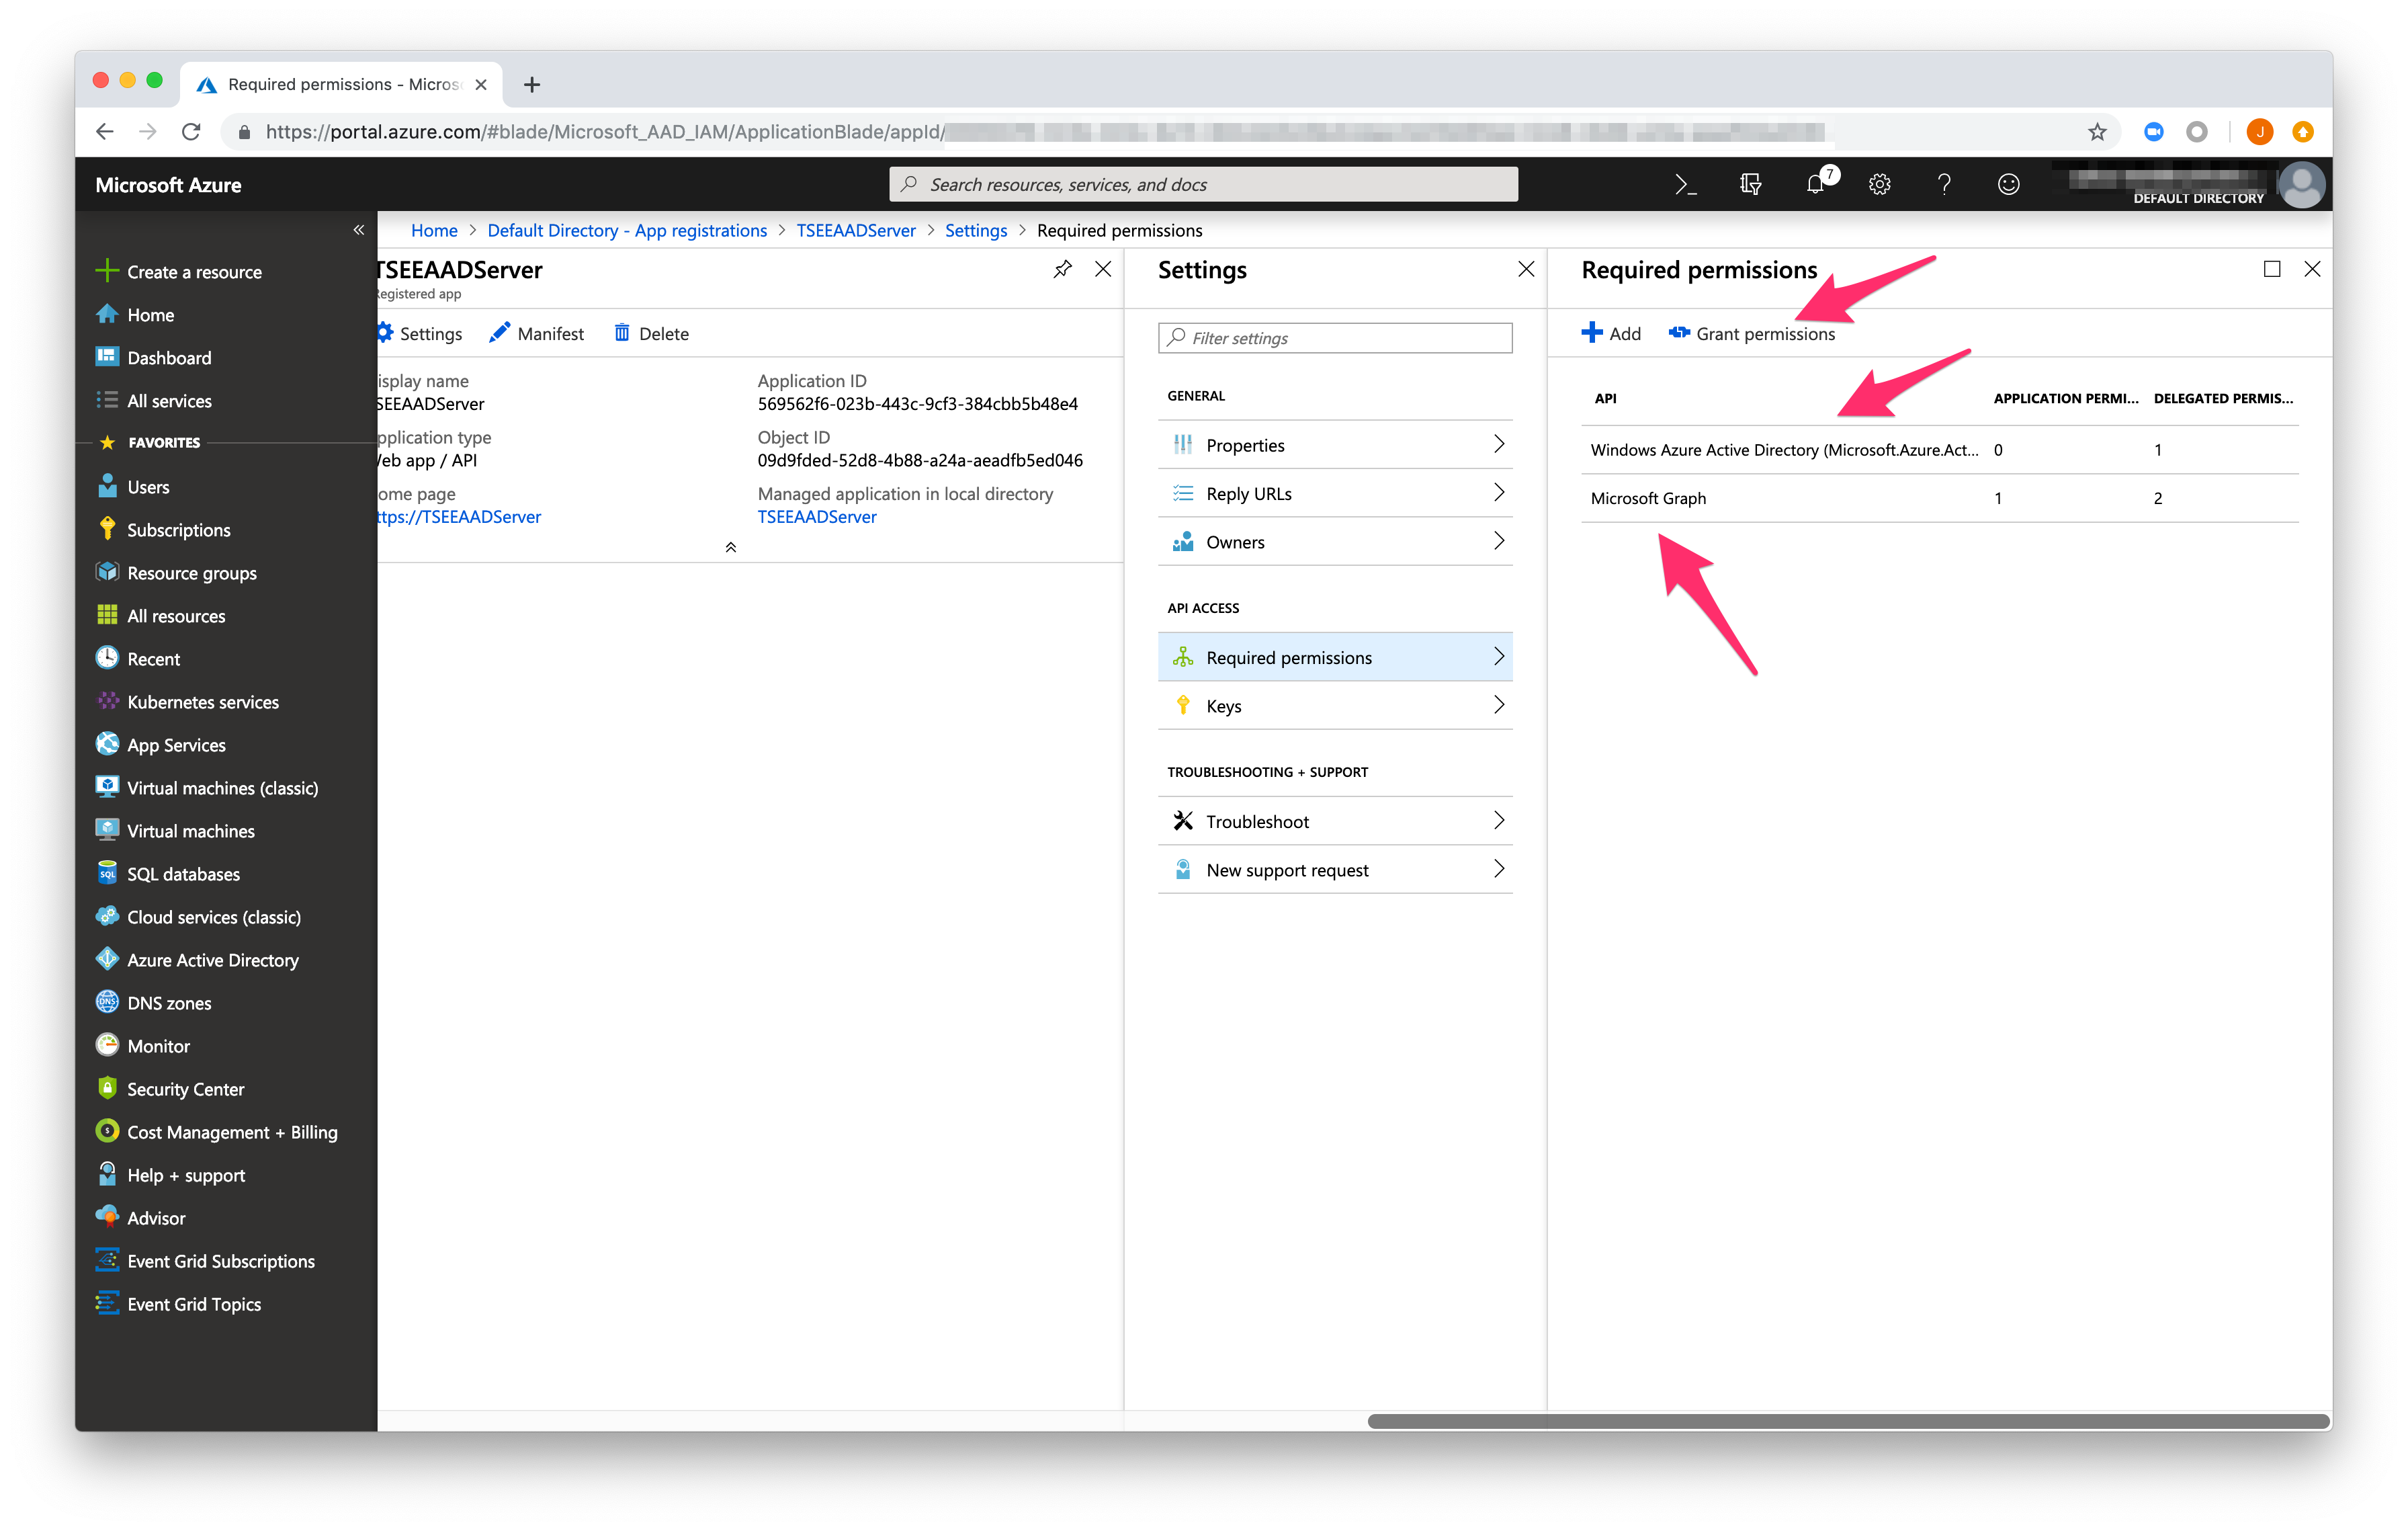 Required permissions - Micros
https://portal.azure.com/#blade/Microsoft_AAD_IAM/ApplicationBlade/appId/
J
Microsoft Azure
Search resources, services, and docs
7
DEFAULT DIRECTORY
Home > Default Directory - App registrations > TSEEAADServer > Settings > Required permissions
Create a resource
Home
Dashboard
All services
FAVORITES
Users
Subscriptions
Resource groups
All resources
Recent
Kubernetes services
App Services
Virtual machines (classic)
Virtual machines
SQL databases
Cloud services (classic)
Azure Active Directory
DNS zones
Monitor
Security Center
Cost Management + Billing
Help + support
Advisor
Event Grid Subscriptions
Event Grid Topics
TSEEAADServer
Registered app
Settings Manifest Delete
isplay name
SEEAADServer
pplication type
Web app / API
ome page
ttps://TSEEAADServer
Application ID
569562f6-023b-443c-9cf3-384cbb5b48e4
Object ID
09d9fded-52d8-4b88-a24a-aeadfb5ed046
Managed application in local directory
TSEEAADServer
Settings
Filter settings
GENERAL
Properties
Reply URLs
Owners
API ACCESS
Required permissions
Keys
TROUBLESHOOTING + SUPPORT
Troubleshoot
New support request
Required permissions
Add Grant permissions
API APPLICATION PERMI... DELEGATED PERMIS...
Windows Azure Active Directory (Microsoft.Azure.Act... 0 1
Microsoft Graph 1 2